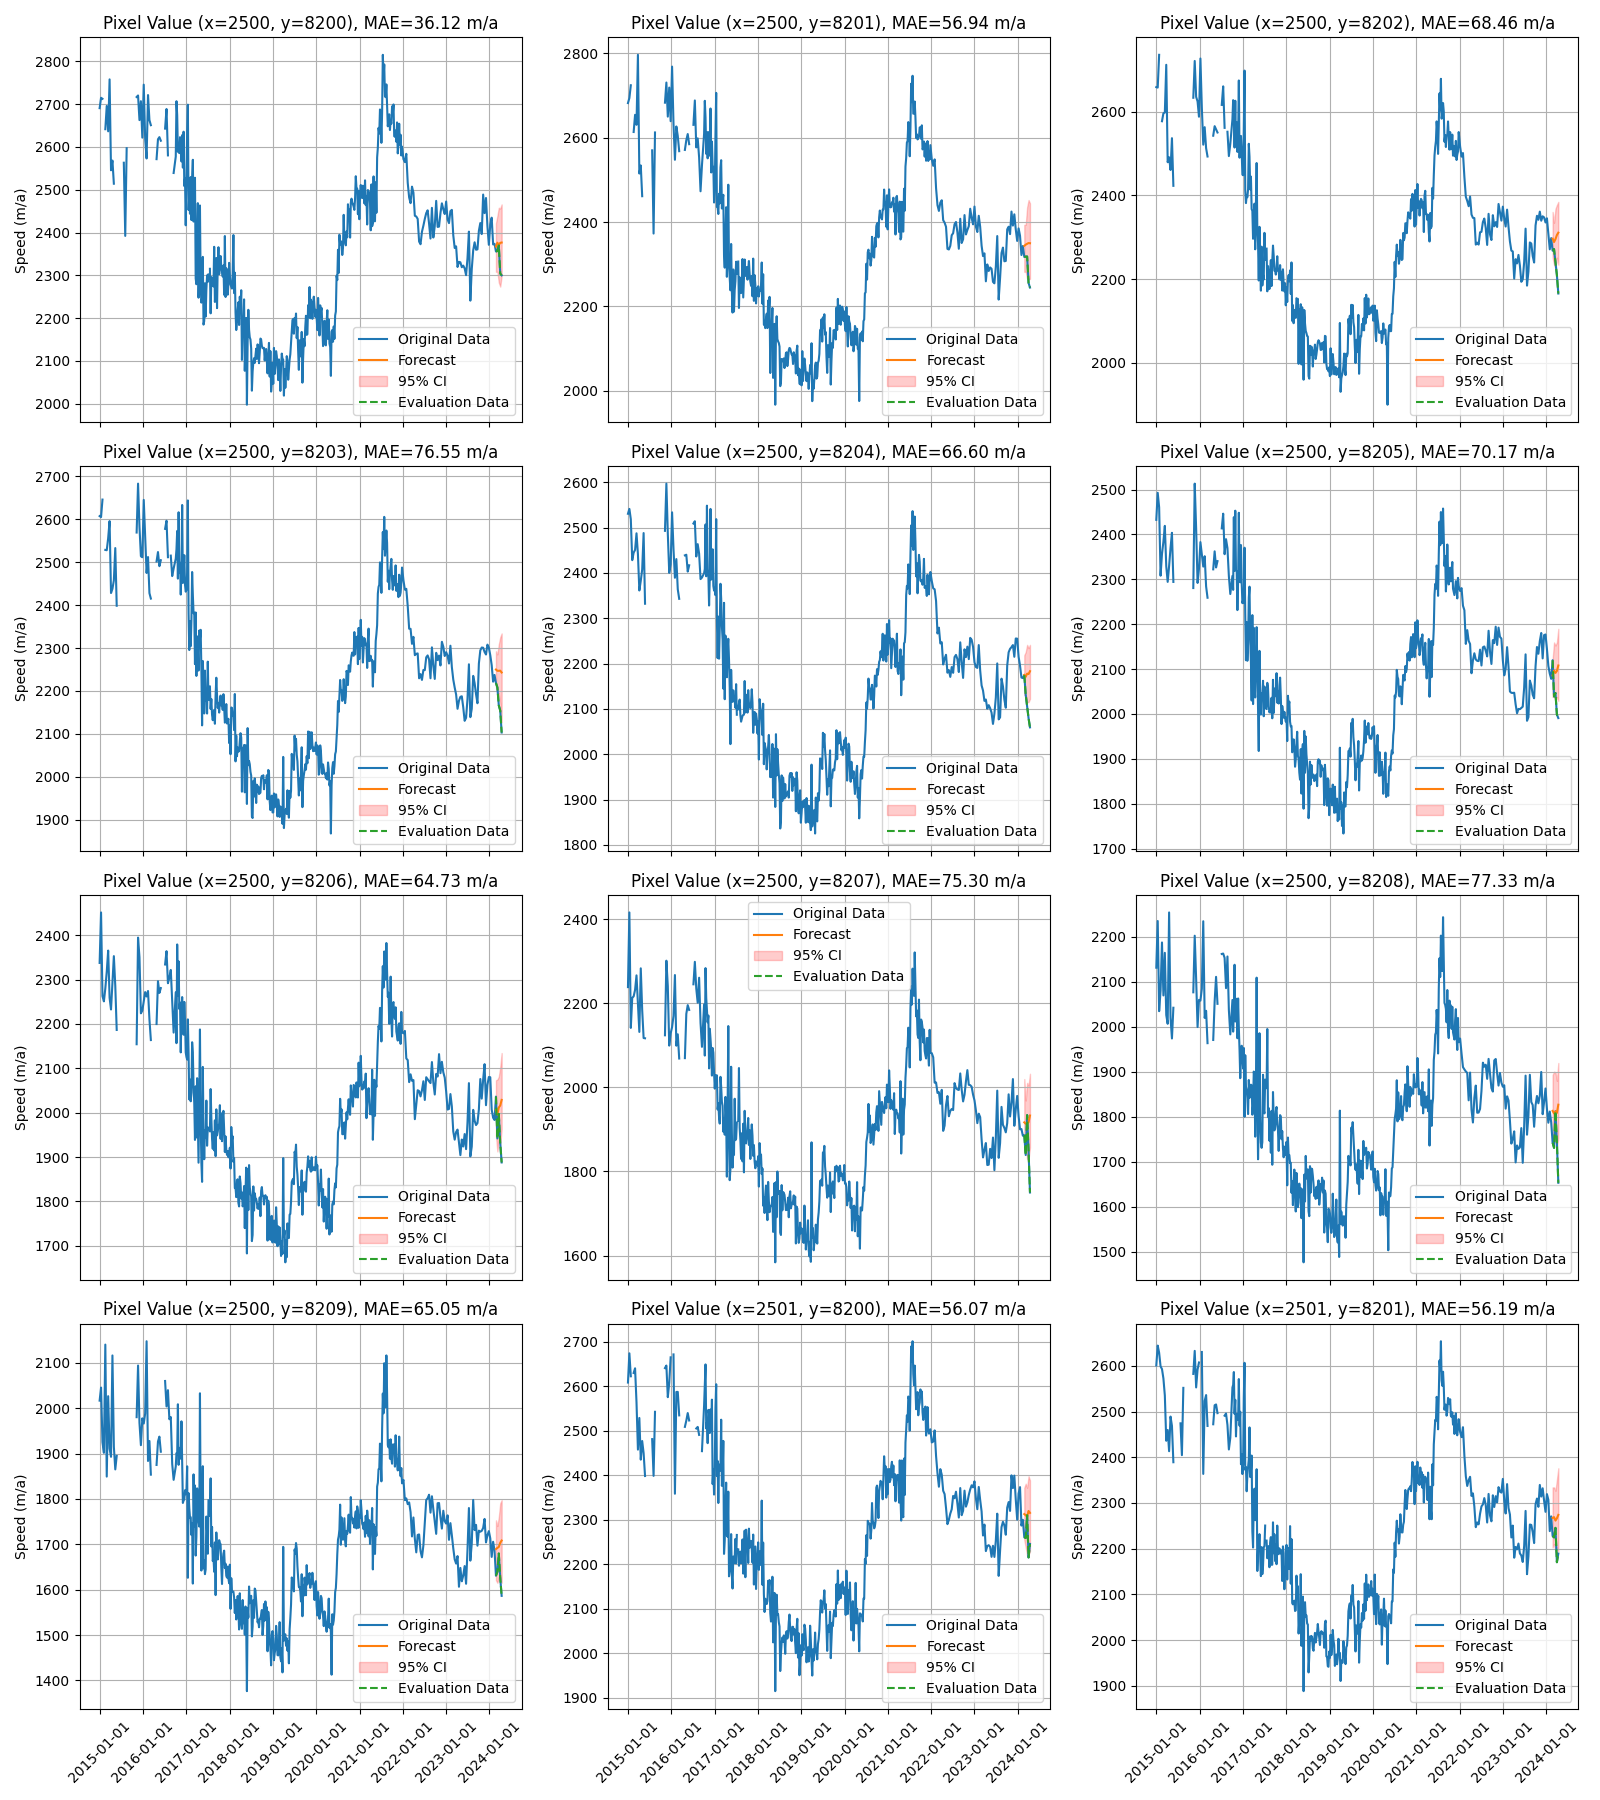 Pixel Value (x=2500, y=8200), MAE=36.12 m/a
Speed (m/a)
2800
2700
2600
2500
2400
2300
2200
2100
2000
Original Data
Forecast
95% CI
Evaluation Data
Pixel Value (x=2500, y=8201), MAE=56.94 m/a
Speed (m/a)
2800
2600
2400
2200
2000
Original Data
Forecast
95% CI
Evaluation Data
Pixel Value (x=2500, y=8202), MAE=68.46 m/a
Speed (m/a)
2600
2400
2200
2000
Original Data
Forecast
95% CI
Evaluation Data
Pixel Value (x=2500, y=8203), MAE=76.55 m/a
Speed (m/a)
2700
2600
2500
2400
2300
2200
2100
2000
1900
Original Data
Forecast
95% CI
Evaluation Data
Pixel Value (x=2500, y=8204), MAE=66.60 m/a
Speed (m/a)
2600
2500
2400
2300
2200
2100
2000
1900
1800
Original Data
Forecast
95% CI
Evaluation Data
Pixel Value (x=2500, y=8205), MAE=70.17 m/a
Speed (m/a)
2500
2400
2300
2200
2100
2000
1900
1800
1700
Original Data
Forecast
95% CI
Evaluation Data
Pixel Value (x=2500, y=8206), MAE=64.73 m/a
Speed (m/a)
2400
2300
2200
2100
2000
1900
1800
1700
Original Data
Forecast
95% CI
Evaluation Data
Pixel Value (x=2500, y=8207), MAE=75.30 m/a
Speed (m/a)
2400
2200
2000
1800
1600
Original Data
Forecast
95% CI
Evaluation Data
Pixel Value (x=2500, y=8208), MAE=77.33 m/a
Speed (m/a)
2200
2100
2000
1900
1800
1700
1600
1500
Original Data
Forecast
95% CI
Evaluation Data
Pixel Value (x=2500, y=8209), MAE=65.05 m/a
Speed (m/a)
2100
2000
1900
1800
1700
1600
1500
1400
Original Data
Forecast
95% CI
Evaluation Data
2015-01-01
2016-01-01
2017-01-01
2018-01-01
2019-01-01
2020-01-01
2021-01-01
2022-01-01
2023-01-01
2024-01-01
Pixel Value (x=2501, y=8200), MAE=56.07 m/a
Speed (m/a)
2700
2600
2500
2400
2300
2200
2100
2000
1900
Original Data
Forecast
95% CI
Evaluation Data
2015-01-01
2016-01-01
2017-01-01
2018-01-01
2019-01-01
2020-01-01
2021-01-01
2022-01-01
2023-01-01
2024-01-01
Pixel Value (x=2501, y=8201), MAE=56.19 m/a
Speed (m/a)
2600
2500
2400
2300
2200
2100
2000
1900
Original Data
Forecast
95% CI
Evaluation Data
2015-01-01
2016-01-01
2017-01-01
2018-01-01
2019-01-01
2020-01-01
2021-01-01
2022-01-01
2023-01-01
2024-01-01